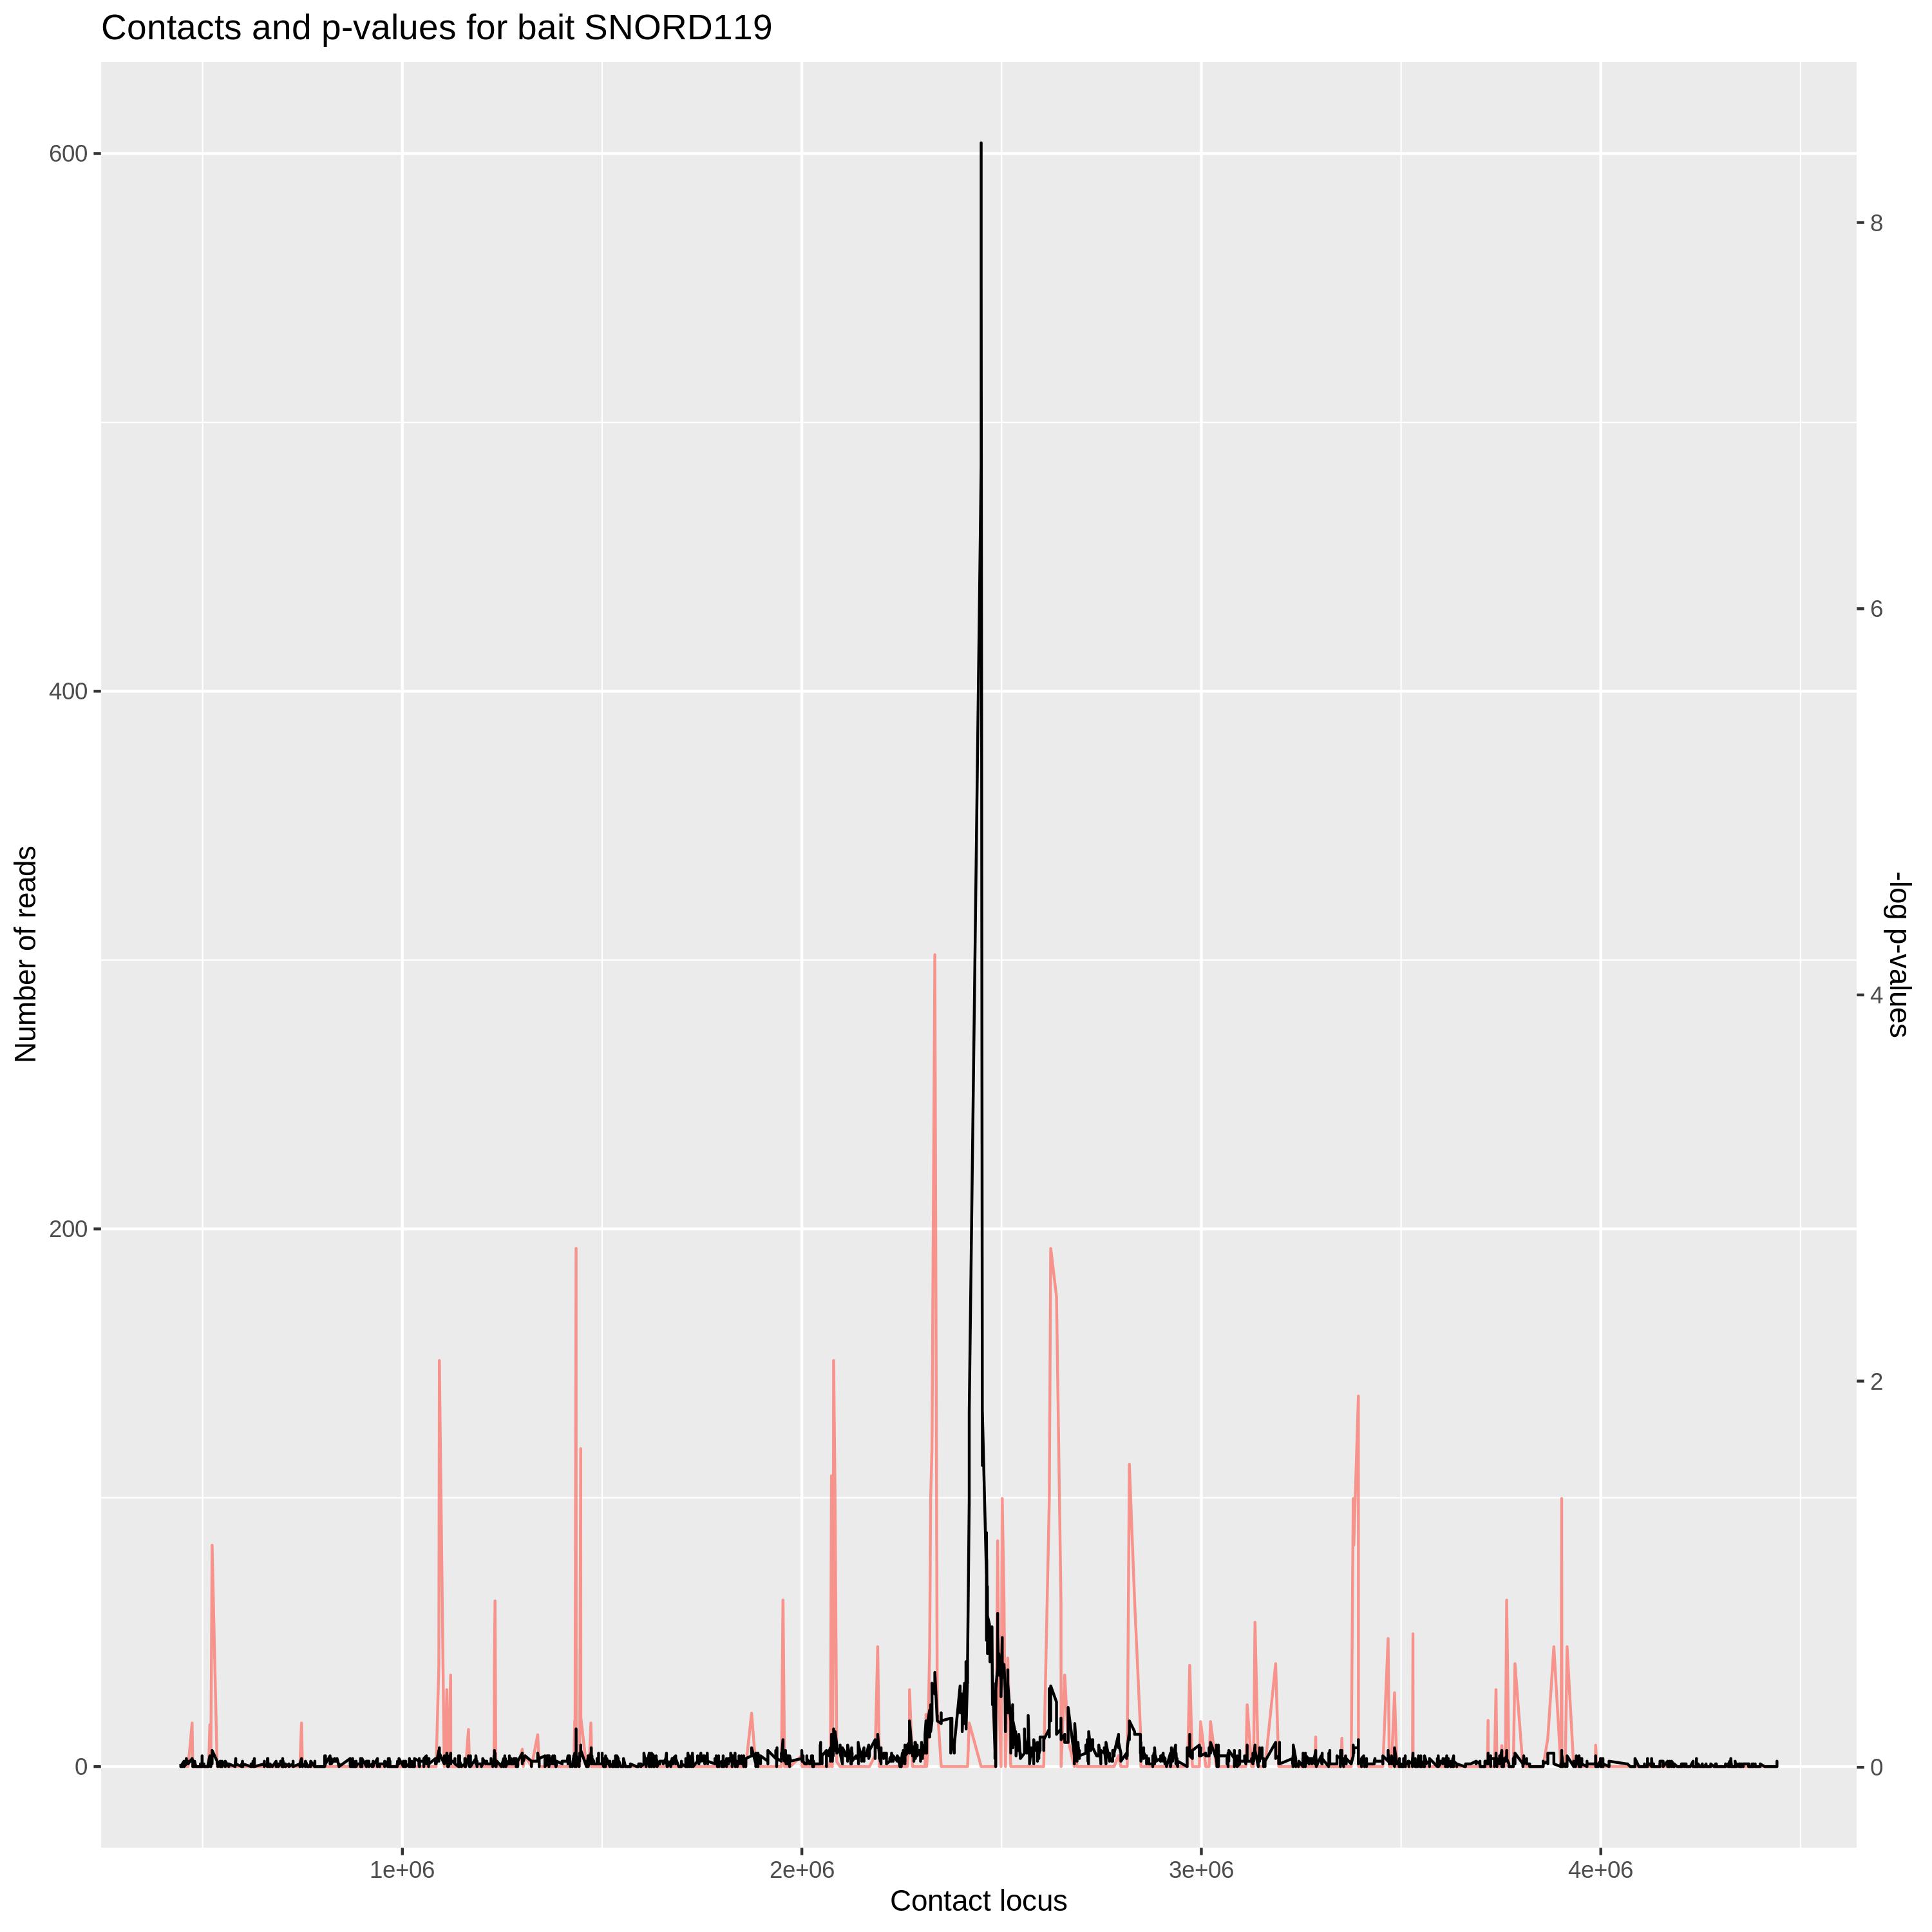 Contacts and p-values for bait SNORD119
600
400
200
0
8
6
4
2
0
Number of reads
-log p-values
1e+06 2e+06 3e+06 4e+06
Contact locus